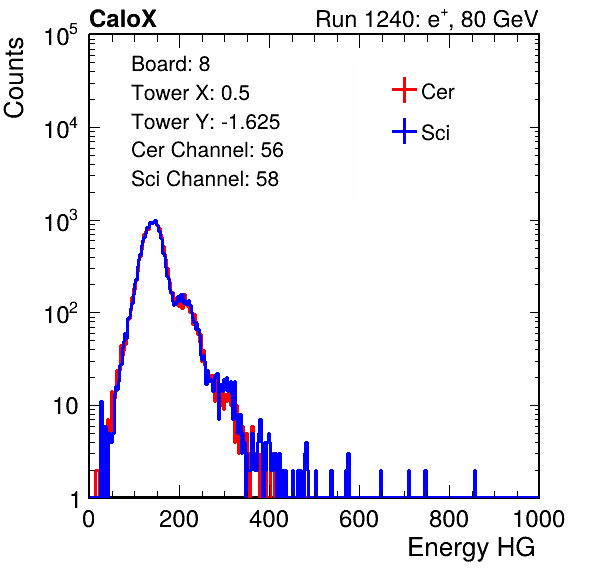 CaloX Run 1240: e⁺, 80 GeV
Counts
Board: 8
Tower X: 0.5
Tower Y: -1.625
Cer Channel: 56
Sci Channel: 58
Cer
Sci
10⁵
10⁴
10³
10²
10
1
0 200 400 600 800 1000
Energy HG